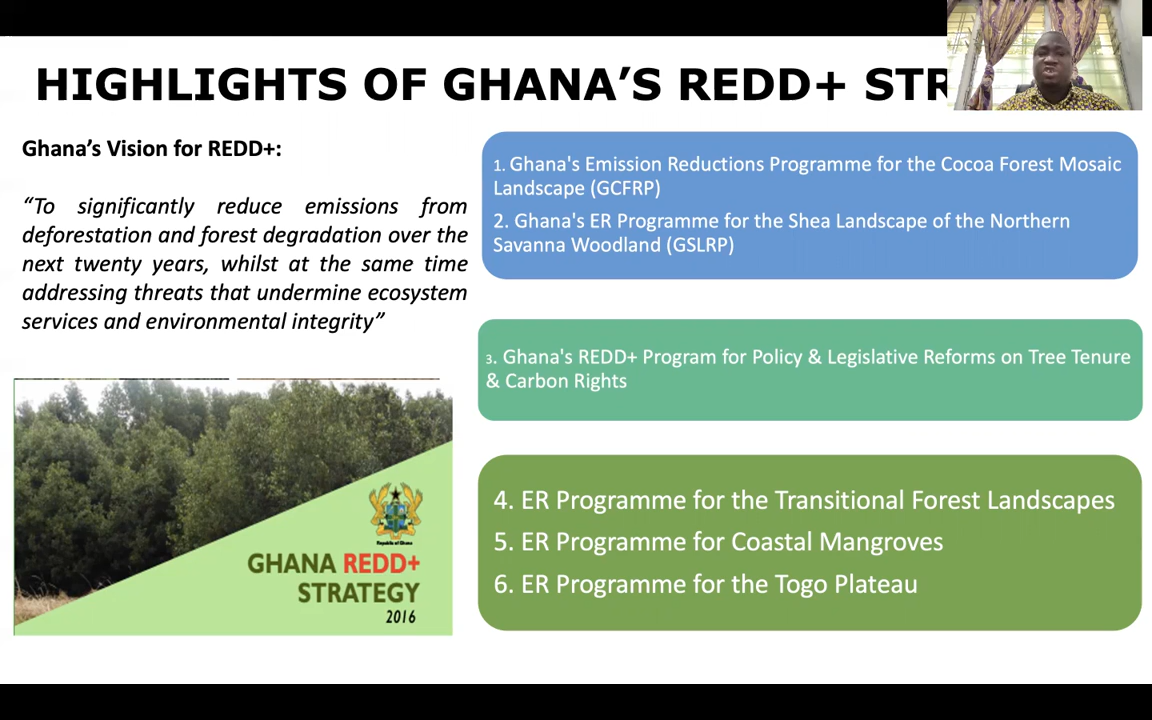 HIGHLIGHTS OF GHANA’S REDD+ STR
Ghana’s Vision for REDD+:
“To significantly reduce emissions from
deforestation and forest degradation over the
next twenty years, whilst at the same time
addressing threats that undermine ecosystem
services and environmental integrity”
1. Ghana's Emission Reductions Programme for the Cocoa Forest Mosaic
Landscape (GCFRP)
2. Ghana's ER Programme for the Shea Landscape of the Northern
Savanna Woodland (GSLRP)
3. Ghana's REDD+ Program for Policy & Legislative Reforms on Tree Tenure
& Carbon Rights
4. ER Programme for the Transitional Forest Landscapes
5. ER Programme for Coastal Mangroves
6. ER Programme for the Togo Plateau
Republic of Ghana
GHANA REDD+
STRATEGY
2016